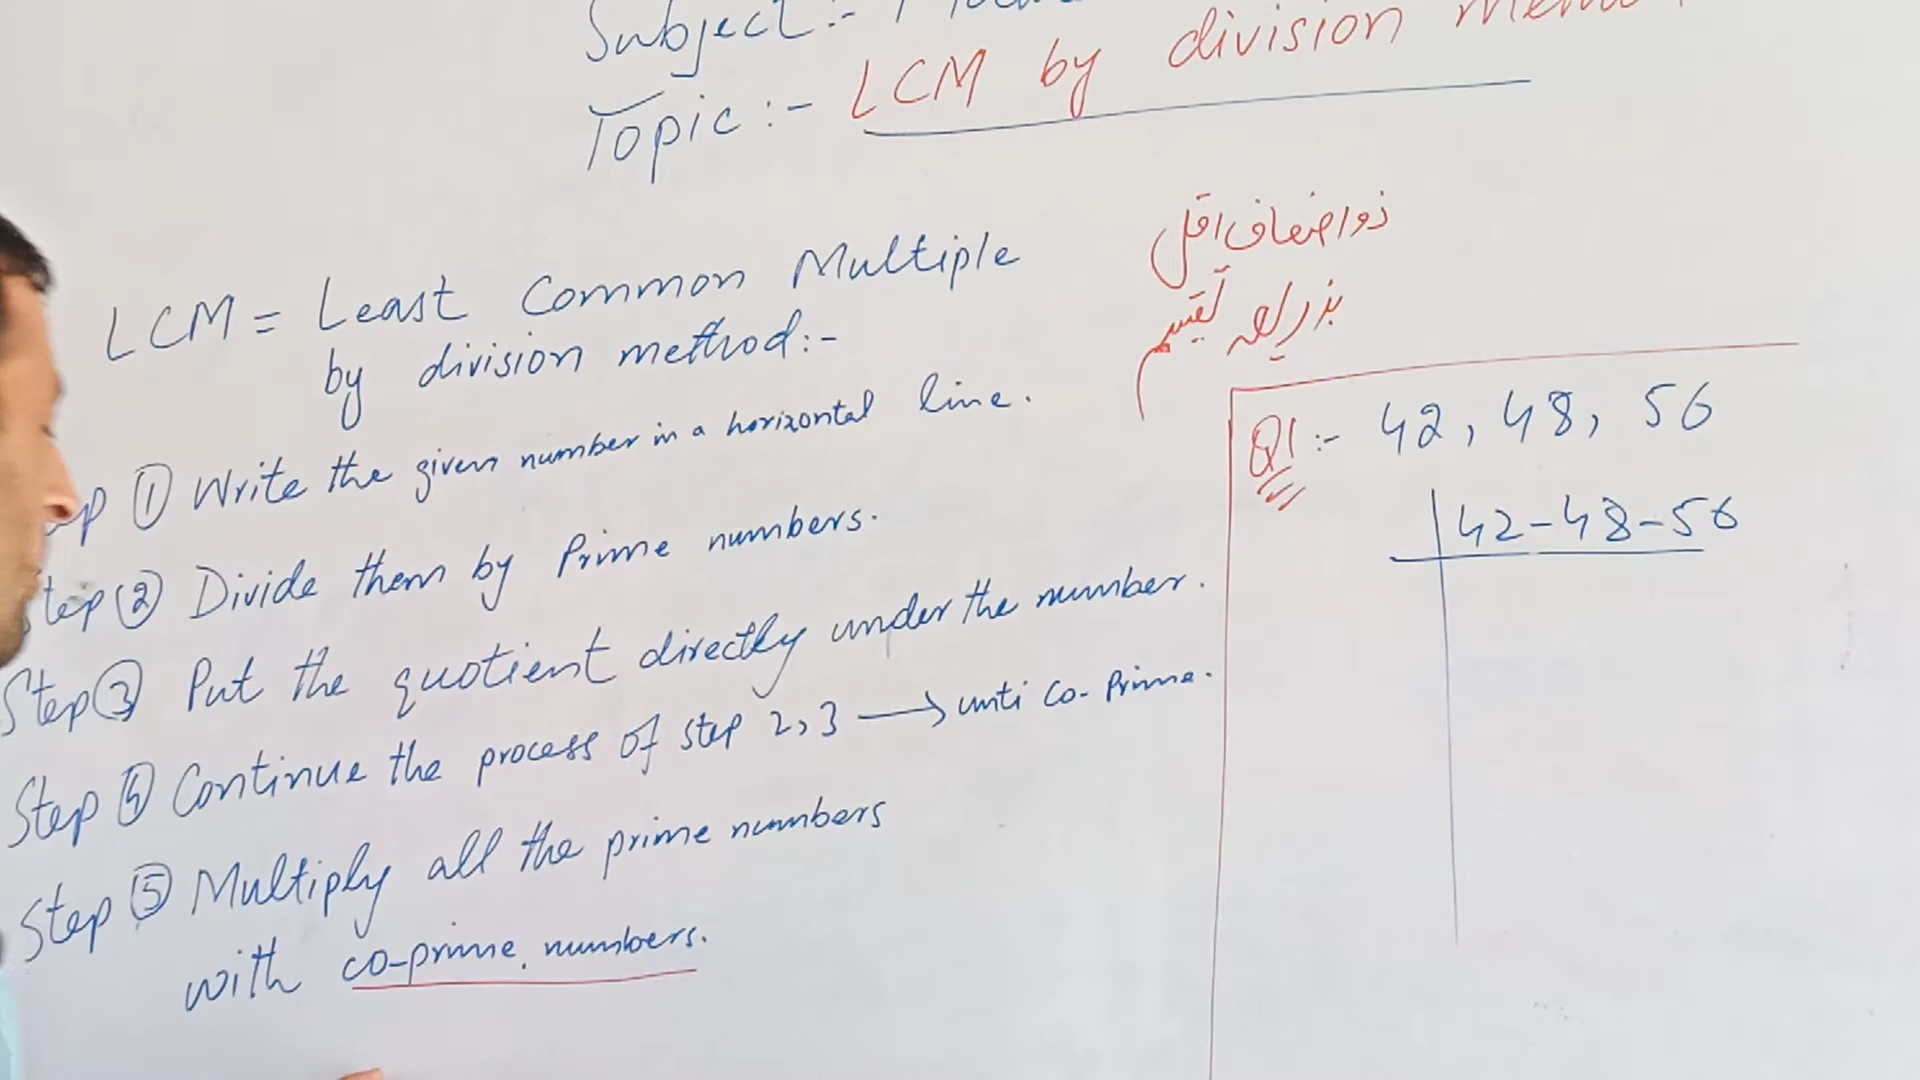 Subject:-
Topic:- LCM by division
ذواضعاف اقل
بذریعہ تقسیم
LCM = Least Common Multiple
by division method:-
Step ① Write the given number in a horizontal line.
Step ② Divide them by Prime numbers.
Step ③ Put the quotient directly under the number.
Step ④ Continue the process of step 2,3 → unti Co-Prime.
Step ⑤ Multiply all the prime numbers
with co-prime numbers.
Q1:- 42, 48, 56
42-48-56